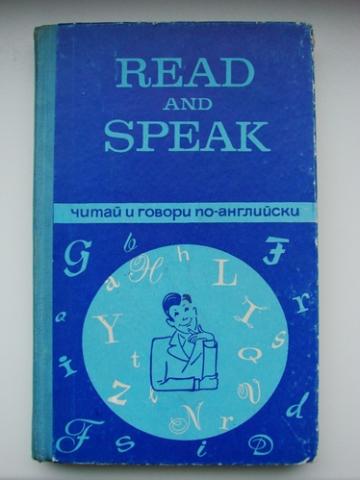 READ
AND
SPEAK
читай и говори по-английски
G b H h L F
a
a Y T I r
i t Q S
Z y N r U
F s i D